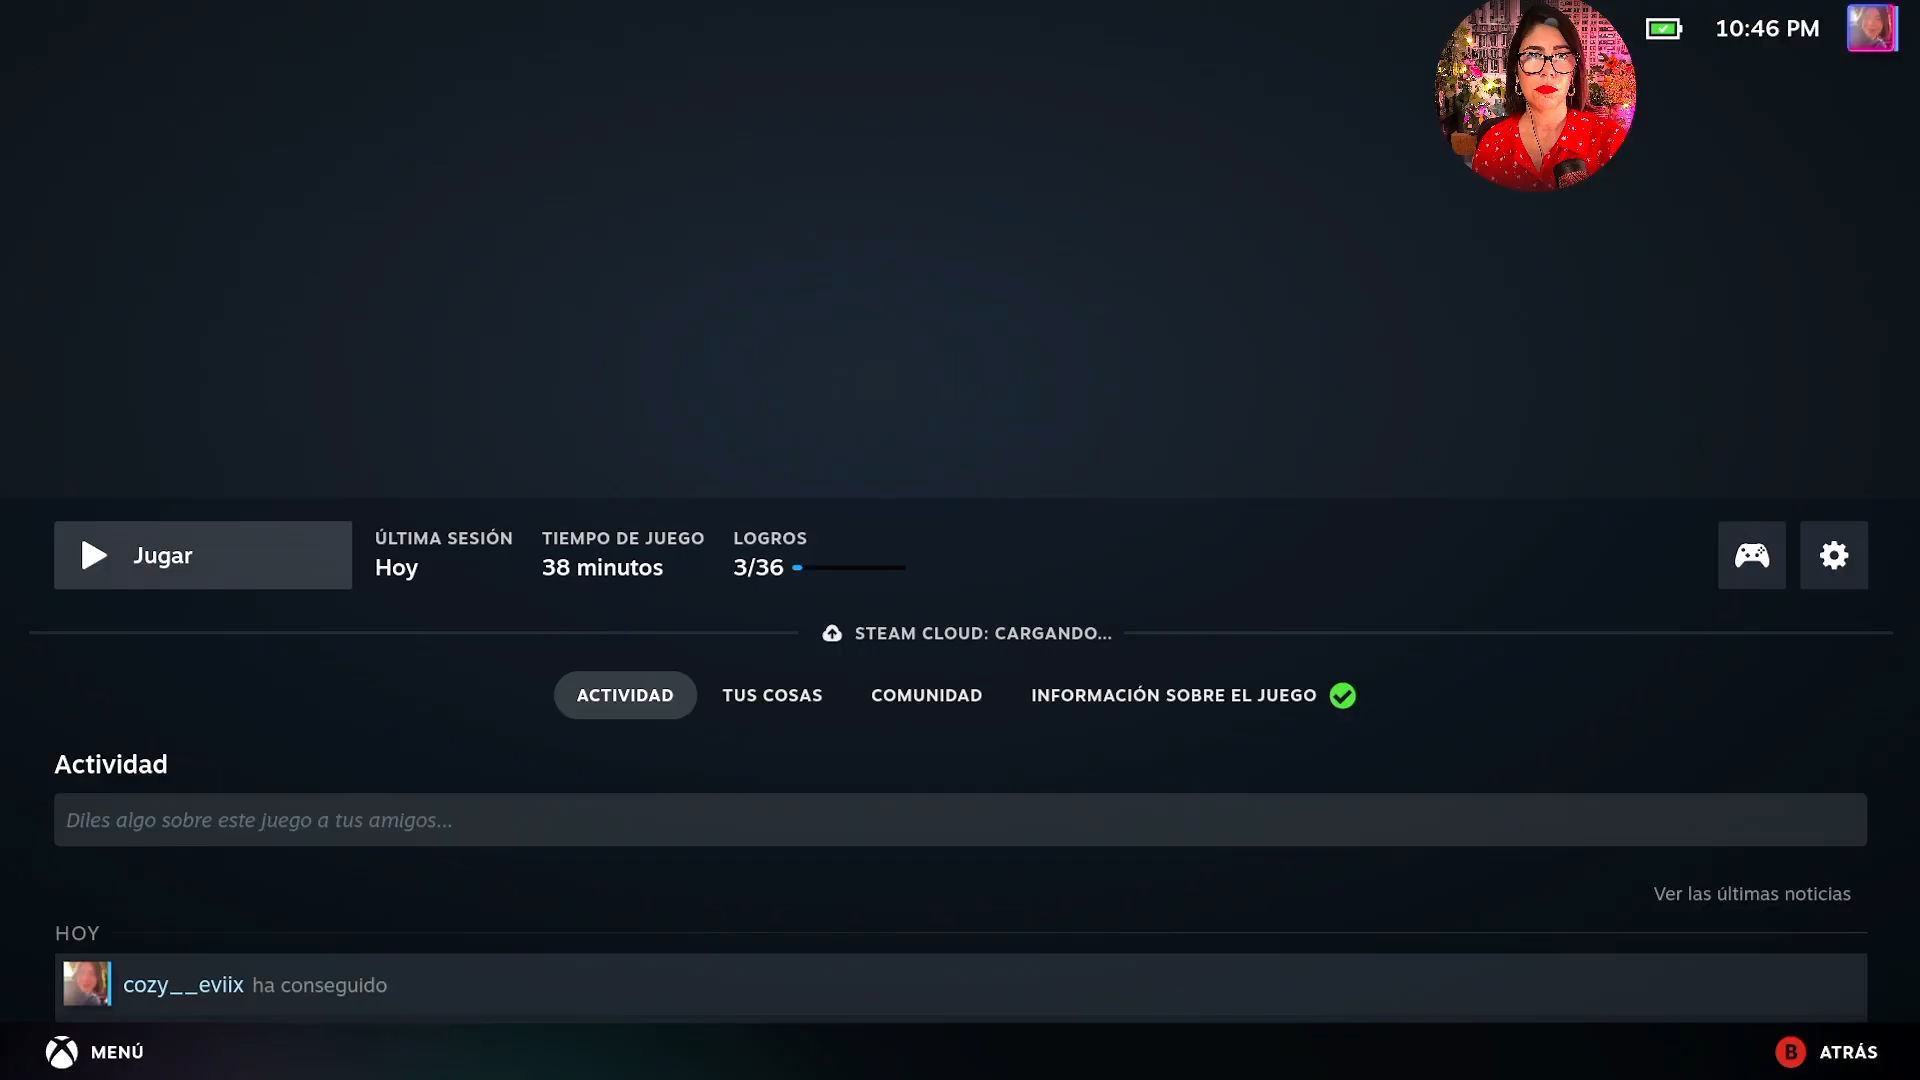 10:46 PM
Jugar
ÚLTIMA SESIÓN
Hoy
TIEMPO DE JUEGO
38 minutos
LOGROS
3/36
STEAM CLOUD: CARGANDO...
ACTIVIDAD
TUS COSAS
COMUNIDAD
INFORMACIÓN SOBRE EL JUEGO
Actividad
Diles algo sobre este juego a tus amigos...
Ver las últimas noticias
HOY
cozy__eviix ha conseguido
MENÚ
B ATRÁS